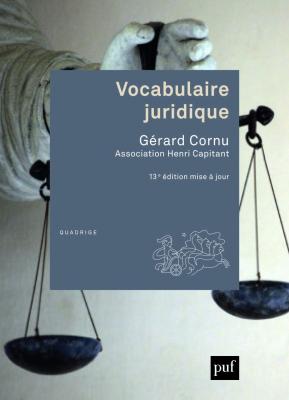 Vocabulaire
juridique
Gérard Cornu
Association Henri Capitant
13e édition mise à jour
QUADRIGE
puf